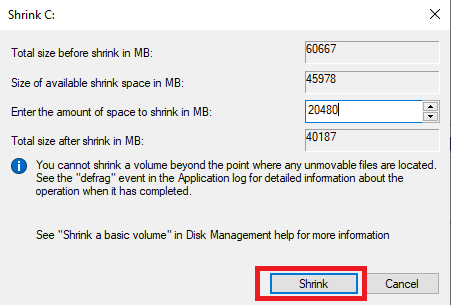 Shrink C:
Total size before shrink in MB: 60667
Size of available shrink space in MB: 45978
Enter the amount of space to shrink in MB: 20480
Total size after shrink in MB: 40187
You cannot shrink a volume beyond the point where any unmovable files are located.
See the "defrag" event in the Application log for detailed information about the
operation when it has completed.
See "Shrink a basic volume" in Disk Management help for more information
Shrink Cancel